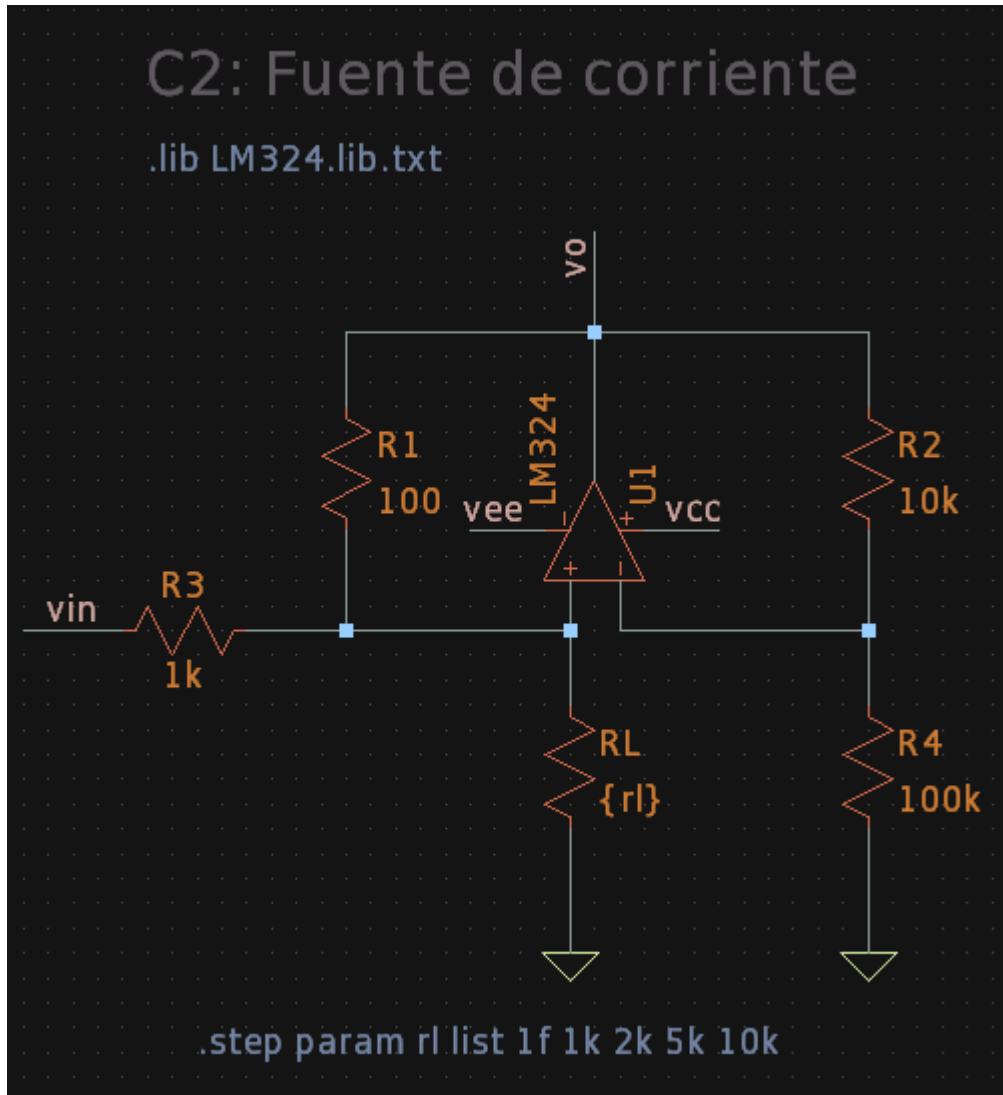 C2: Fuente de corriente
.lib LM324.lib.txt
vo
R1
100
LM324
U1
R2
10k
vee
vcc
vin
R3
1k
RL
{rl}
R4
100k
.step param rl list 1f 1k 2k 5k 10k